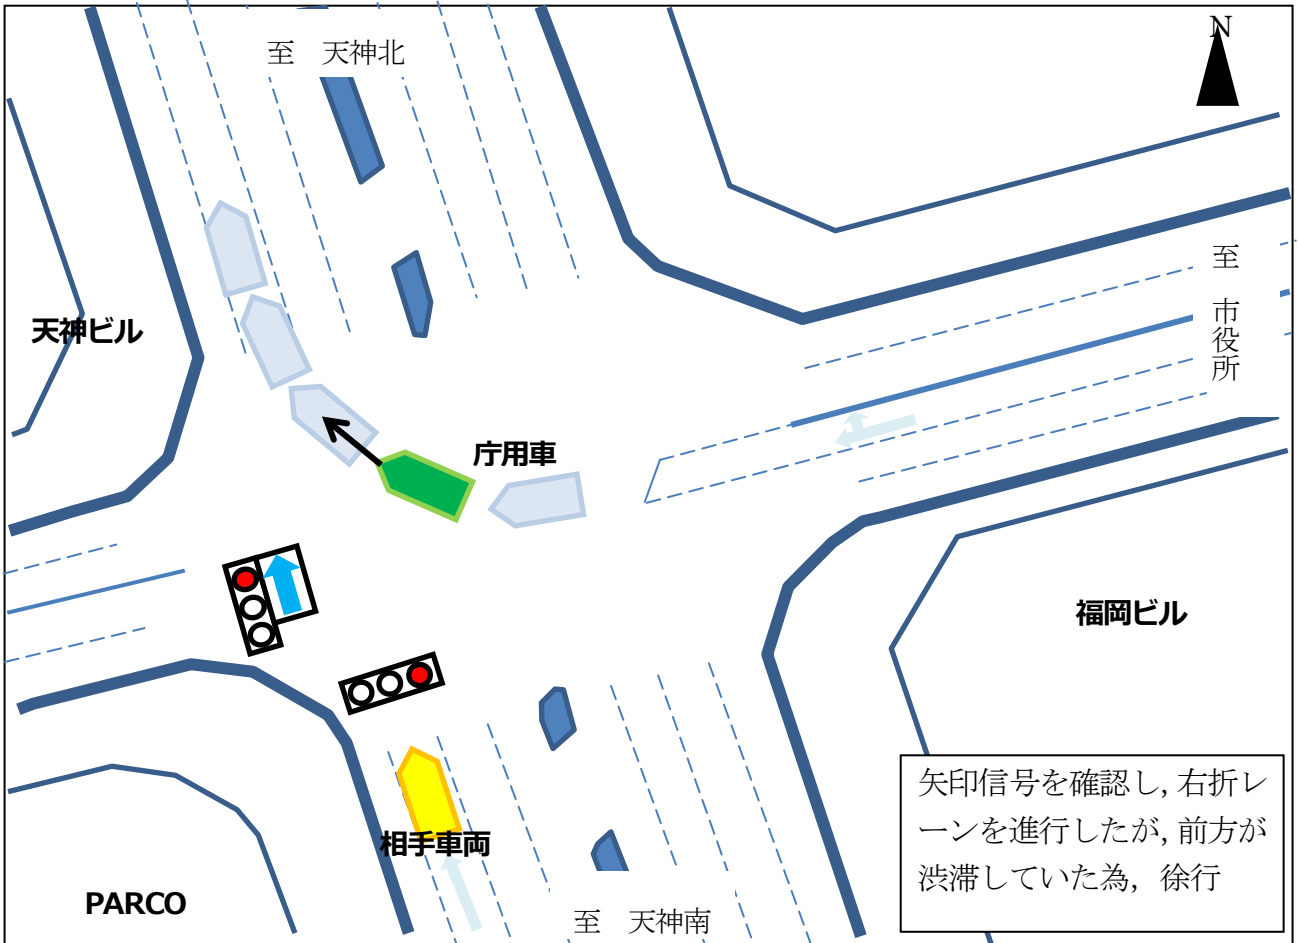 N
至　天神北
至　市役所
天神ビル
庁用車
福岡ビル
矢印信号を確認し，右折レ
ーンを進行したが，前方が
渋滞していた為，徐行
相手車両
PARCO
至　天神南